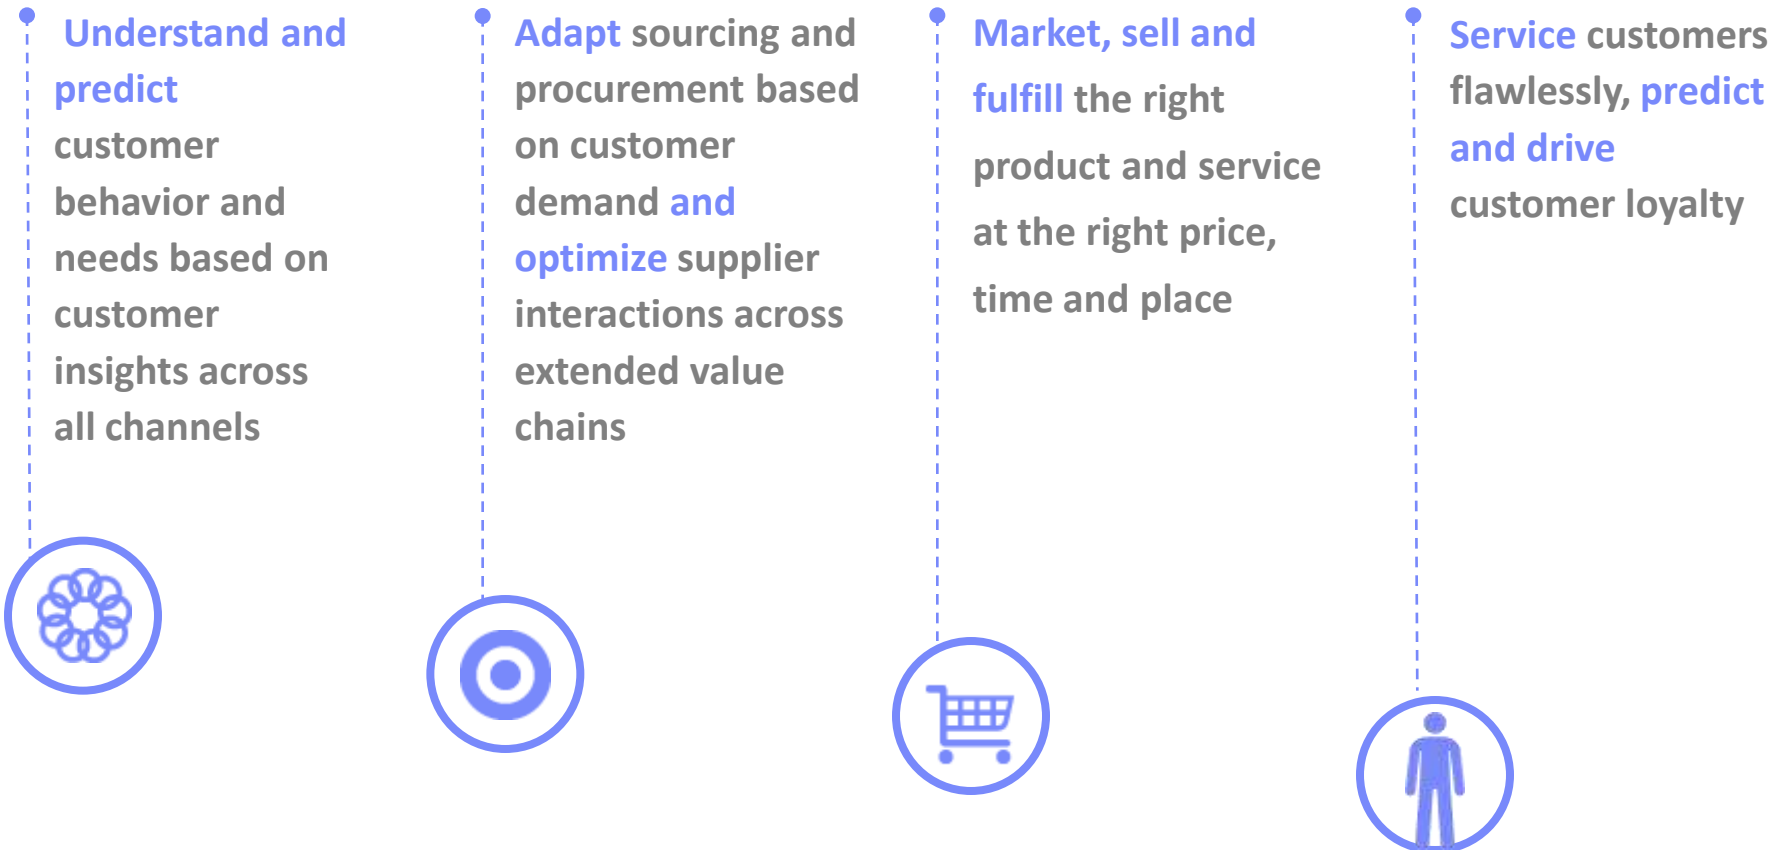 Understand and
predict
customer
behavior and
needs based on
customer
insights across
all channels
Adapt sourcing and
procurement based
on customer
demand and
optimize supplier
interactions across
extended value
chains
Market, sell and
fulfill the right
product and service
at the right price,
time and place
Service customers
flawlessly, predict
and drive
customer loyalty